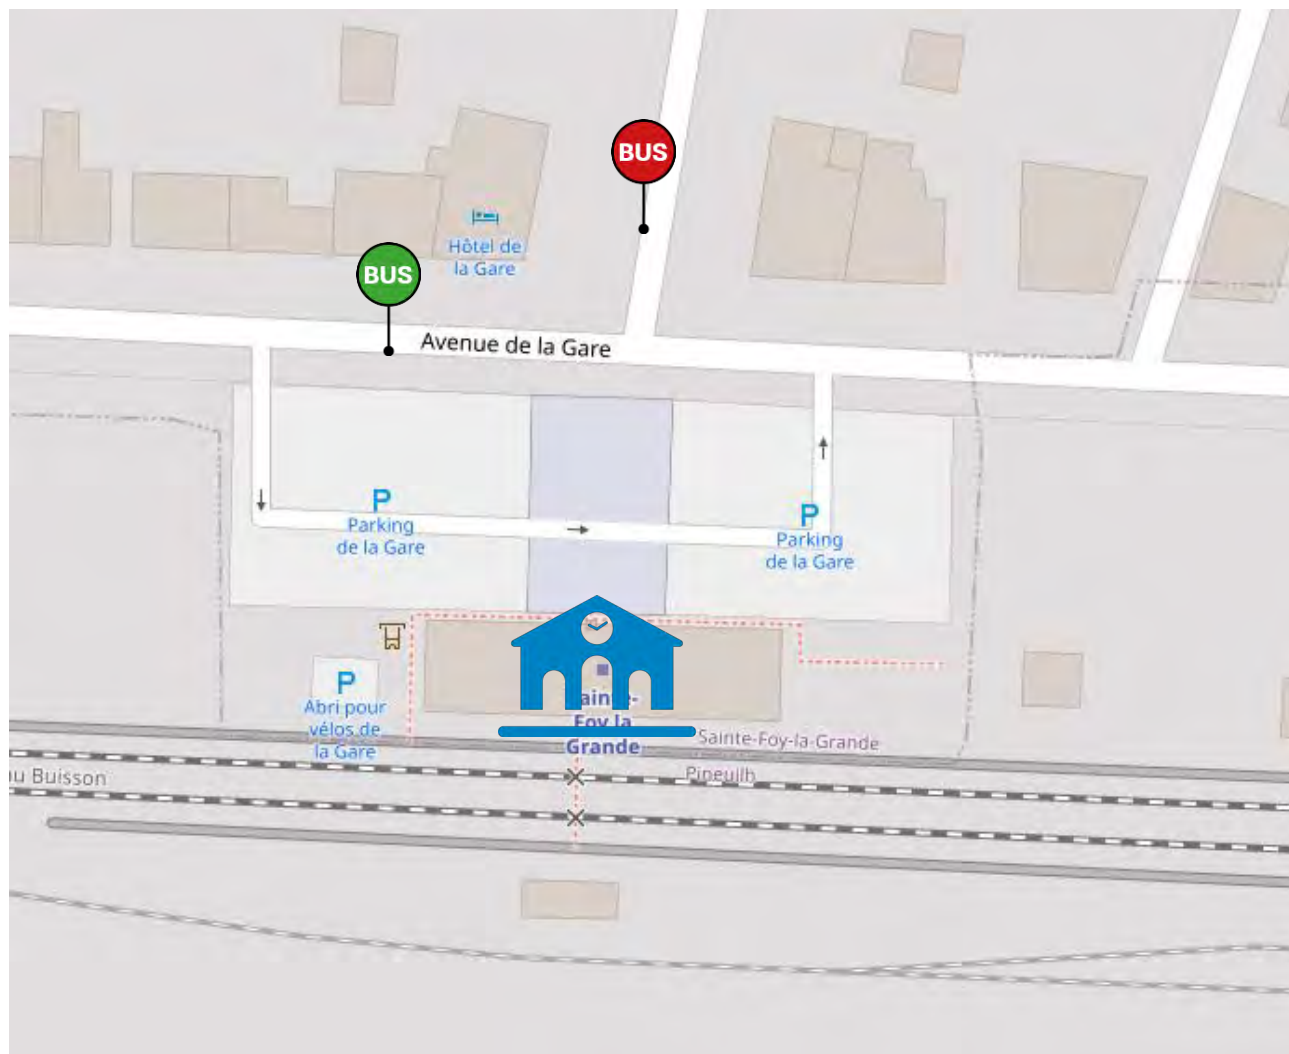 BUS
Hôtel de
la Gare
BUS
Avenue de la Gare
P
Parking
de la Gare
P
Parking
de la Gare
P
Abri pour
vélos de
la Gare
Foy la
Grande
Sainte-Foy-la-Grande
Pineuilh
Buisson